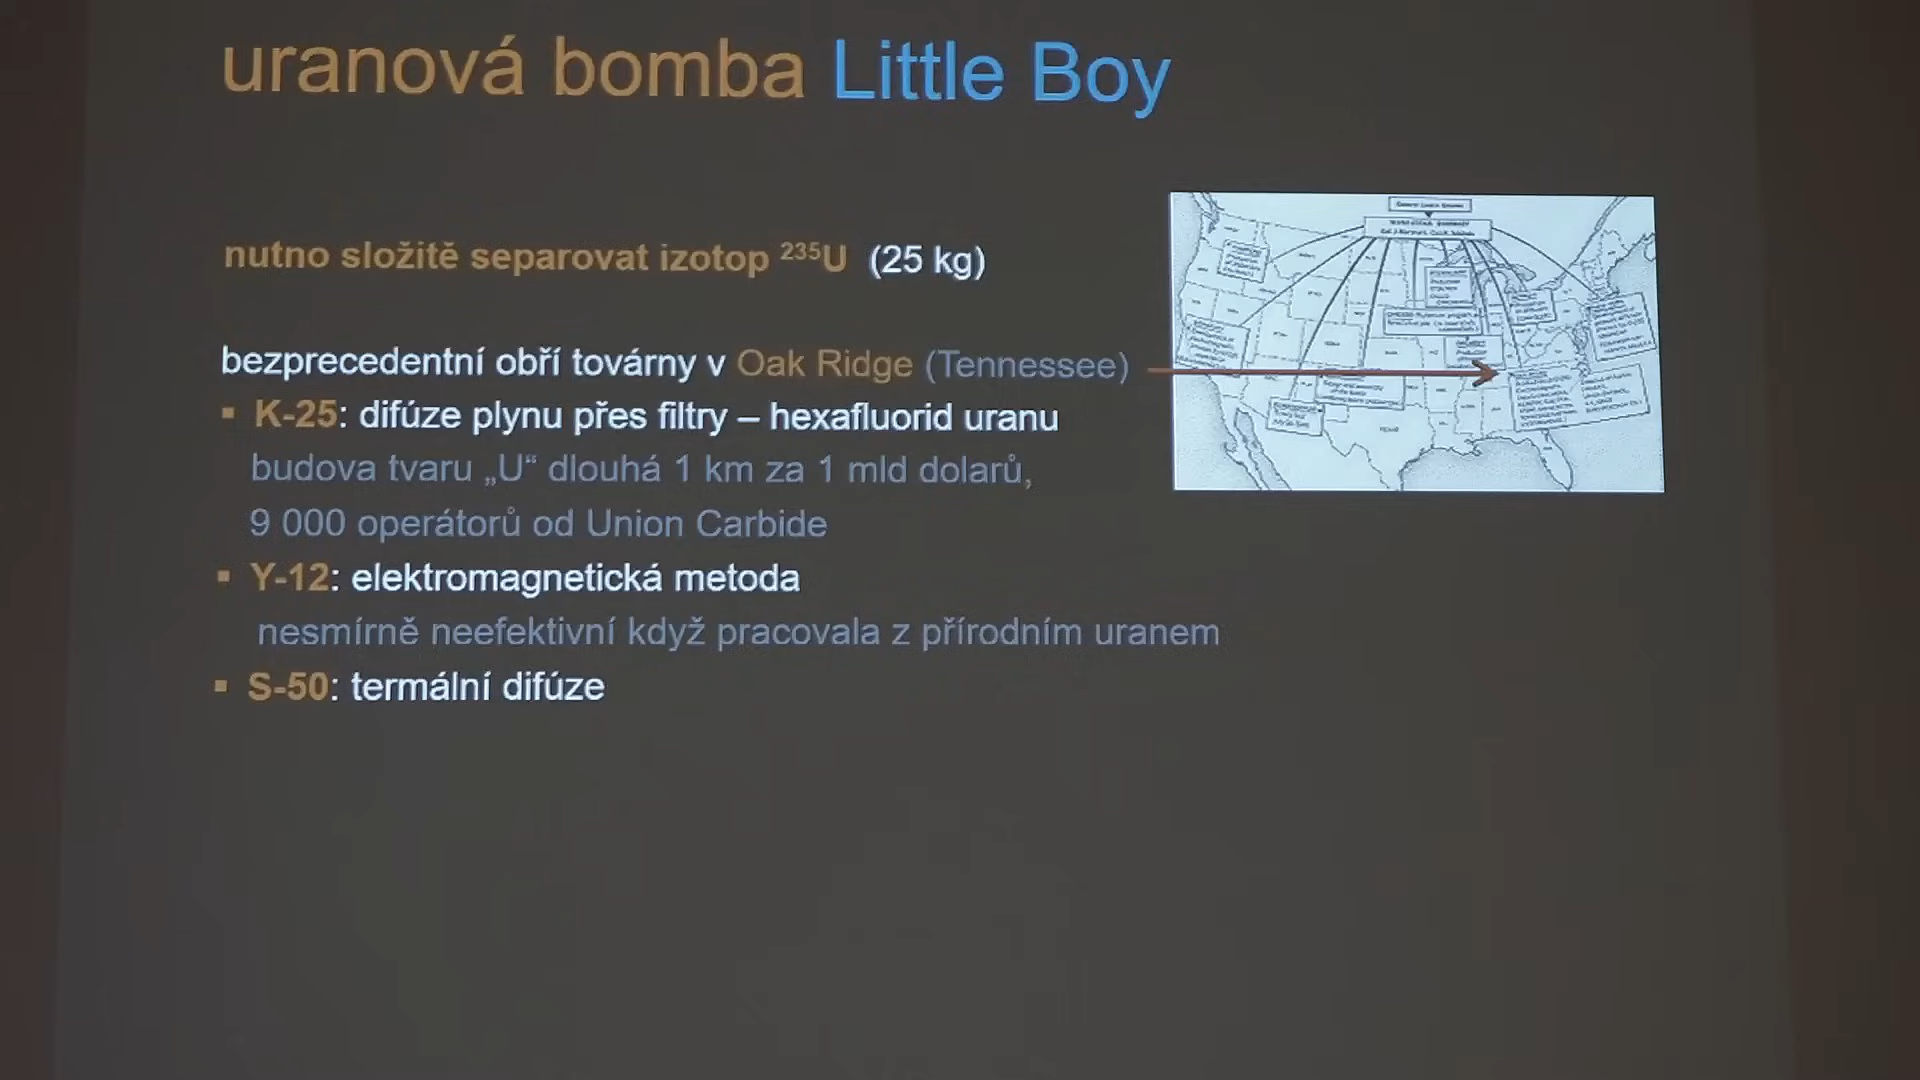 uranová bomba Little Boy
nutno složitě separovat izotop ²³⁵U (25 kg)
bezprecedentní obří továrny v Oak Ridge (Tennessee)
▪ K-25: difúze plynu přes filtry – hexafluorid uranu
budova tvaru „U“ dlouhá 1 km za 1 mld dolarů,
9 000 operátorů od Union Carbide
▪ Y-12: elektromagnetická metoda
nesmírně neefektivní když pracovala z přírodním uranem
▪ S-50: termální difúze